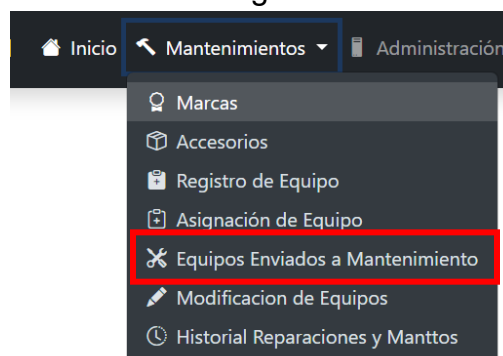 Inicio Mantenimientos Administración
Marcas
Accesorios
Registro de Equipo
Asignación de Equipo
Equipos Enviados a Mantenimiento
Modificacion de Equipos
Historial Reparaciones y Manttos